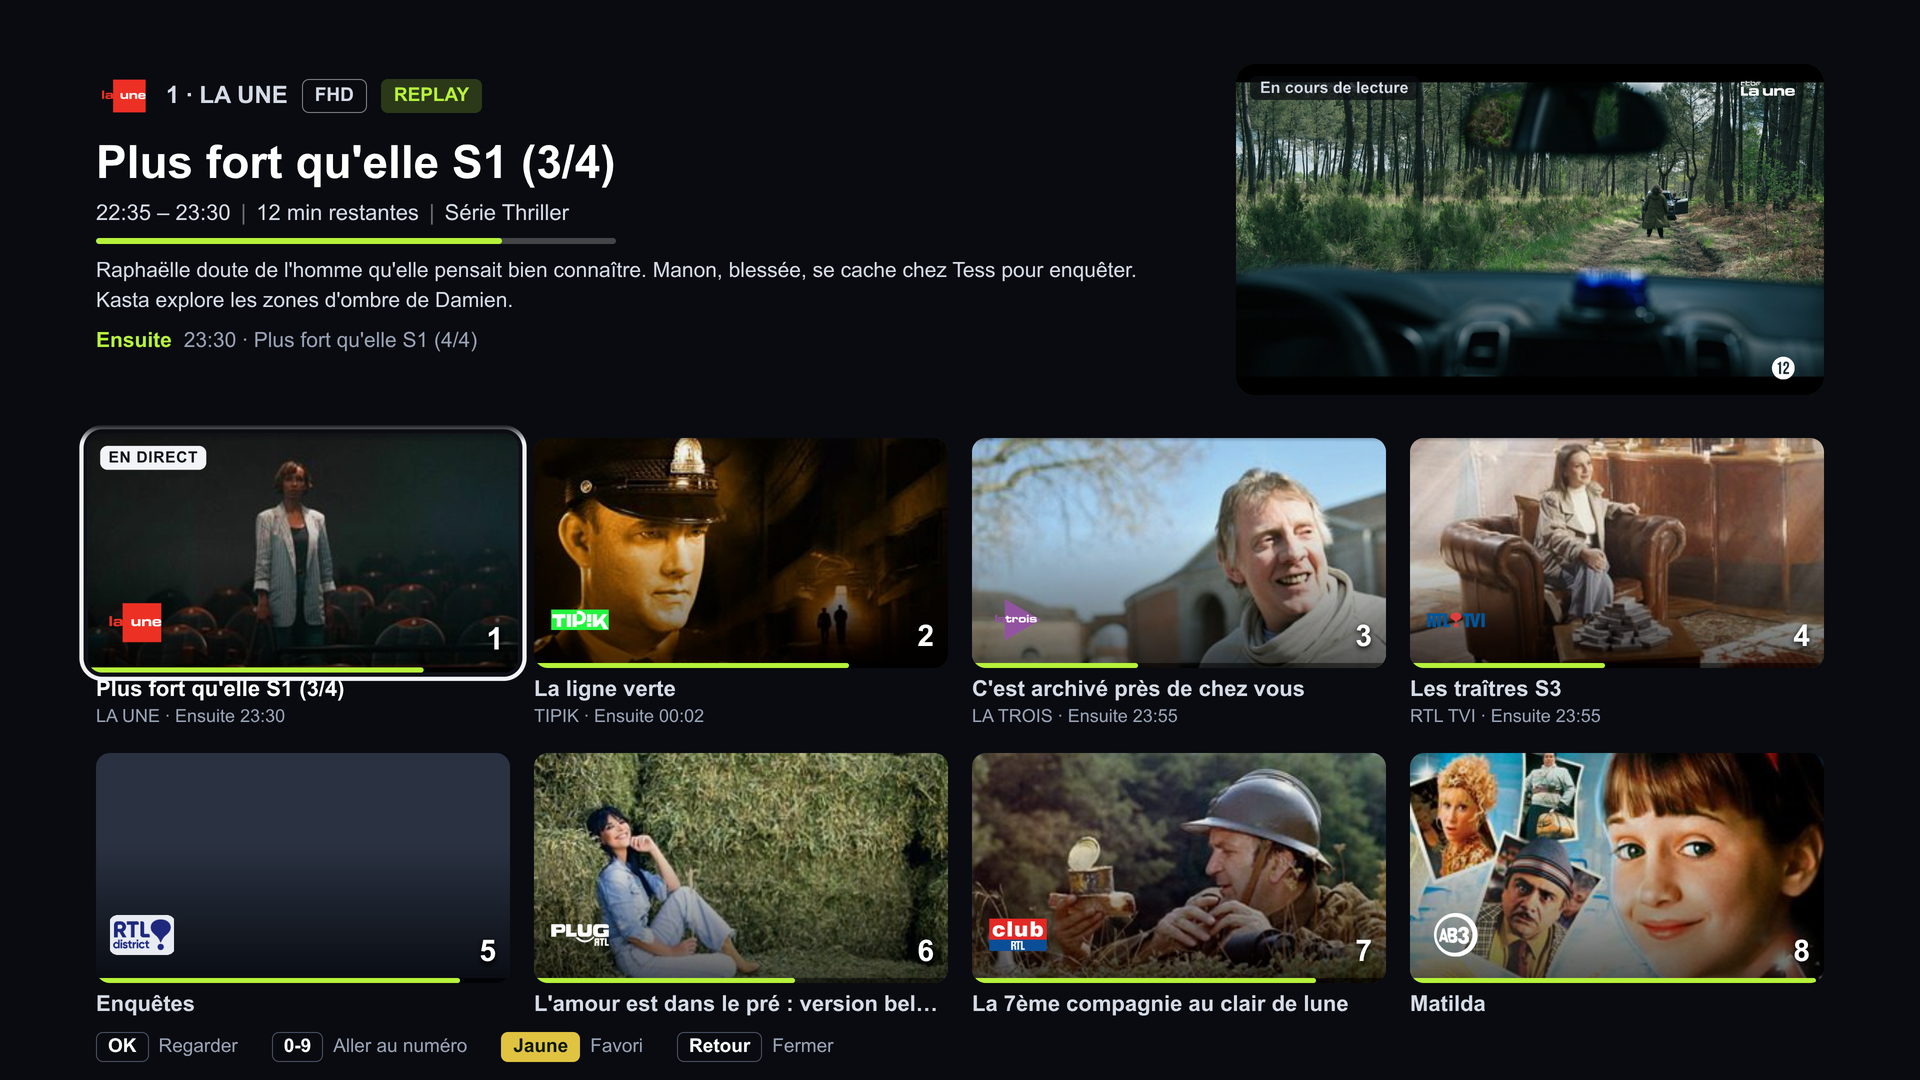 la une 1 · LA UNE FHD REPLAY
Plus fort qu'elle S1 (3/4)
22:35 – 23:30 | 12 min restantes | Série Thriller
Raphaëlle doute de l'homme qu'elle pensait bien connaître. Manon, blessée, se cache chez Tess pour enquêter.
Kasta explore les zones d'ombre de Damien.
Ensuite 23:30 · Plus fort qu'elle S1 (4/4)
En cours de lecture
rtbf
La une
12
EN DIRECT
la une
1
TIPIK
2
trois
3
RTL TVI
4
Plus fort qu'elle S1 (3/4)
LA UNE · Ensuite 23:30
La ligne verte
TIPIK · Ensuite 00:02
C'est archivé près de chez vous
LA TROIS · Ensuite 23:55
Les traîtres S3
RTL TVI · Ensuite 23:55
RTL
district
5
PLUG
RTL
6
club
RTL
7
AB3
8
Enquêtes
L'amour est dans le pré : version bel...
La 7ème compagnie au clair de lune
Matilda
OK Regarder 0-9 Aller au numéro Jaune Favori Retour Fermer